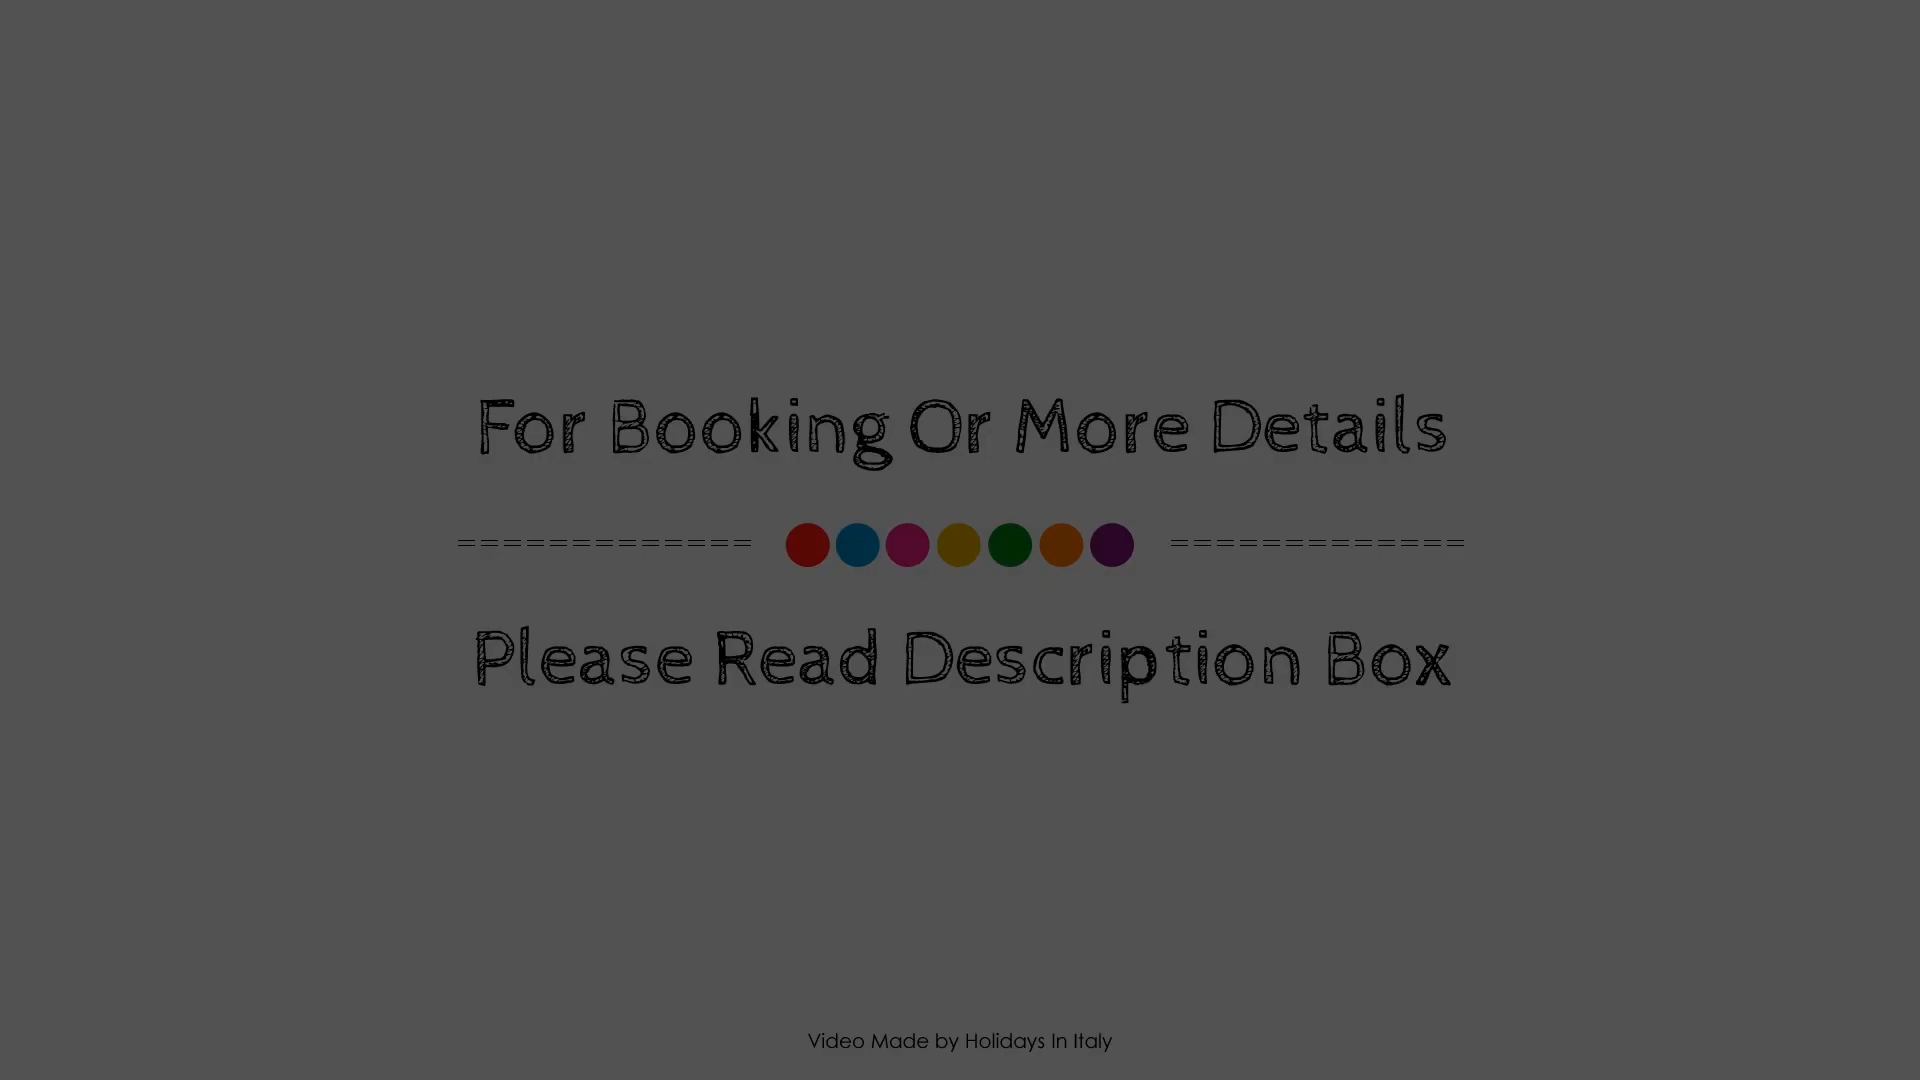 For Booking Or More Details
============= =============
Please Read Description Box
Video Made by Holidays In Italy